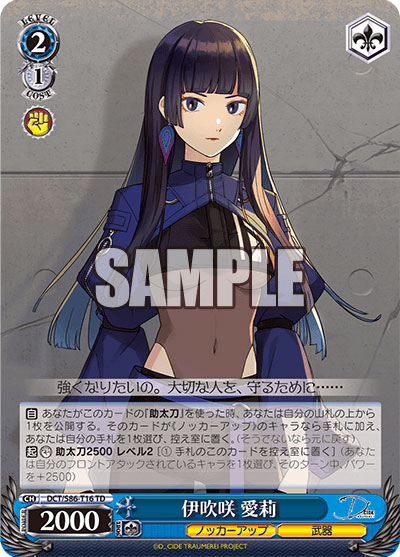 LEVEL
2
1
COST
SAMPLE
強くなりたいの。大切な人を、守るために……
【自】 あなたがこのカードの「助太刀」を使った時、あなたは自分の山札の上から
1枚を公開する。そのカードが《ノッカーアップ》のキャラなら手札に加え、
あなたは自分の手札を1枚選び、控え室に置く。(そうでないなら元に戻す)
【起】 助太刀2500 レベル2 [① 手札のこのカードを控え室に置く]
(あなたは自分のフロントアタックされているキャラを1枚選び、そのターン中、パワーを
+2500)
CH DCT/S86-T16 TD
POWER
2000
伊吹咲 愛莉
ノッカーアップ
武器
©D_CIDE TRAUMEREI PROJECT